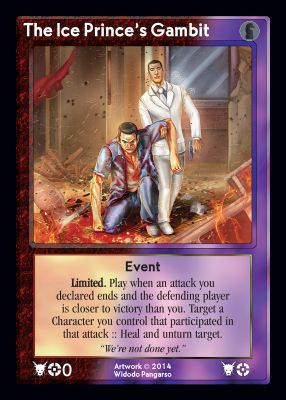 The Ice Prince's Gambit
Event
Limited. Play when an attack you
declared ends and the defending player
is closer to victory than you. Target a
Character you control that participated in
that attack :: Heal and unturn target.
"We're not done yet."
0
Artwork © 2014
Widodo Pangarso